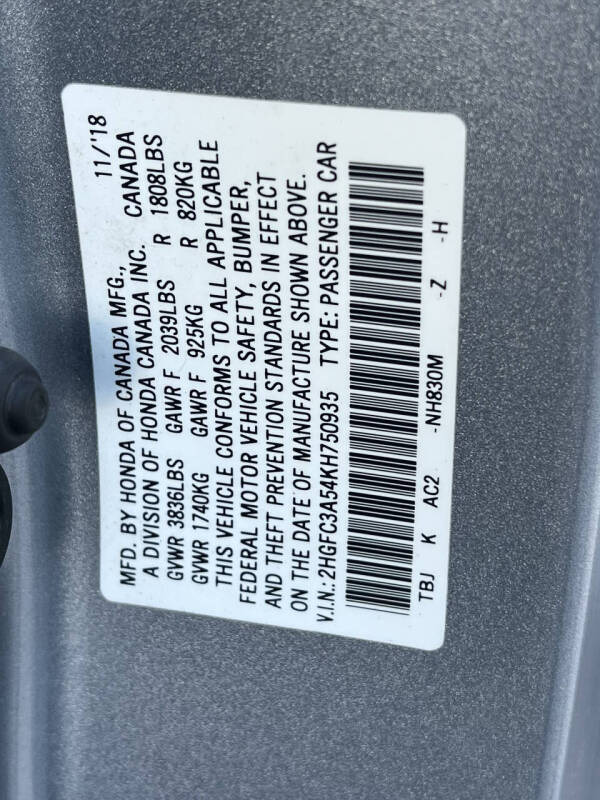 MFD. BY HONDA OF CANADA MFG., 11/'18
A DIVISION OF HONDA CANADA INC. CANADA
GVWR 3836LBS GAWR F 2039LBS R 1808LBS
GVWR 1740KG GAWR F 925KG R 820KG
THIS VEHICLE CONFORMS TO ALL APPLICABLE
FEDERAL MOTOR VEHICLE SAFETY, BUMPER,
AND THEFT PREVENTION STANDARDS IN EFFECT
ON THE DATE OF MANUFACTURE SHOWN ABOVE.
V.I.N.: 2HGFC3A54KH750935 TYPE: PASSENGER CAR
TBJ K AC2 -NH830M -Z -H